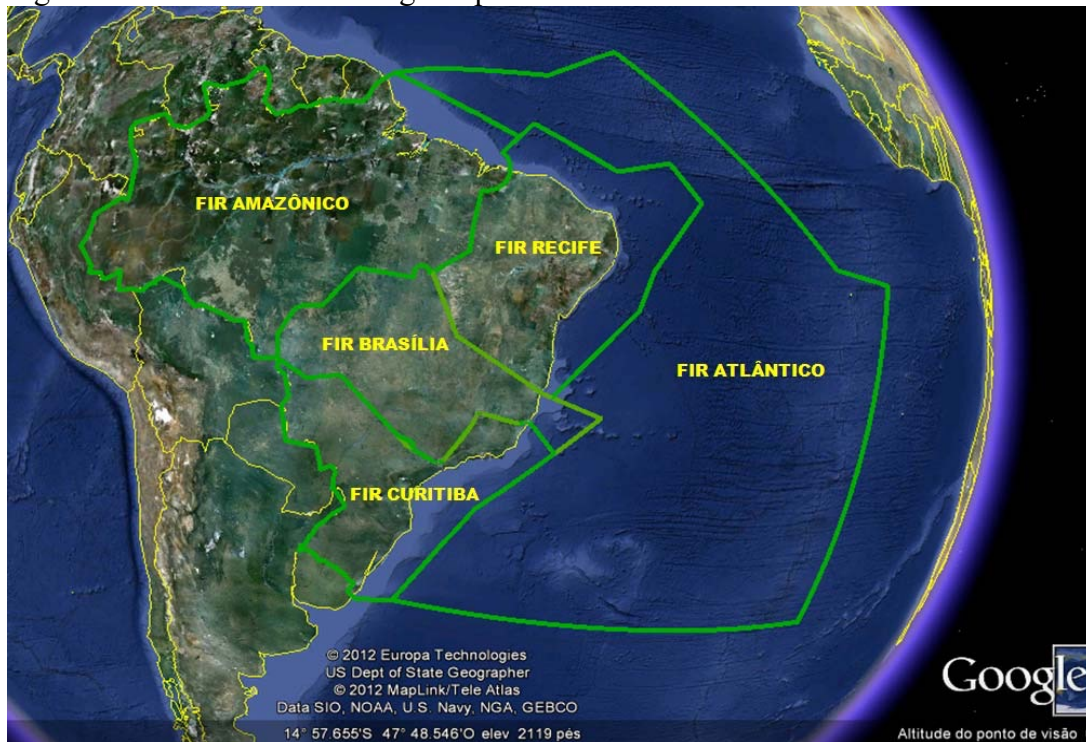 FIR AMAZÔNICO
FIR RECIFE
FIR BRASÍLIA
FIR ATLÂNTICO
FIR CURITIBA
© 2012 Europa Technologies
US Dept of State Geographer
© 2012 MapLink/Tele Atlas
Data SIO, NOAA, U.S. Navy, NGA, GEBCO
Google
14° 57.655'S 47° 48.546'O elev 2119 pés
Altitude do ponto de visão